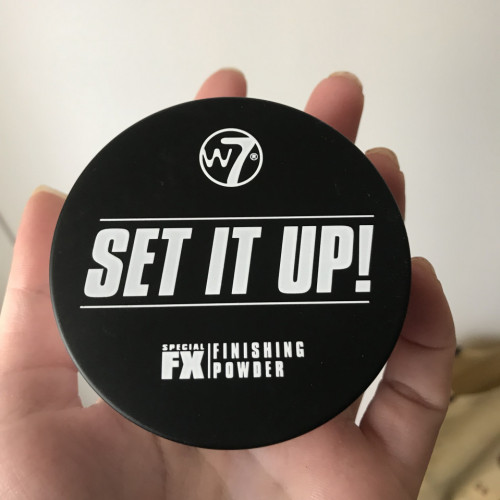 W7®
SET IT UP!
SPECIAL
FX
FINISHING
POWDER